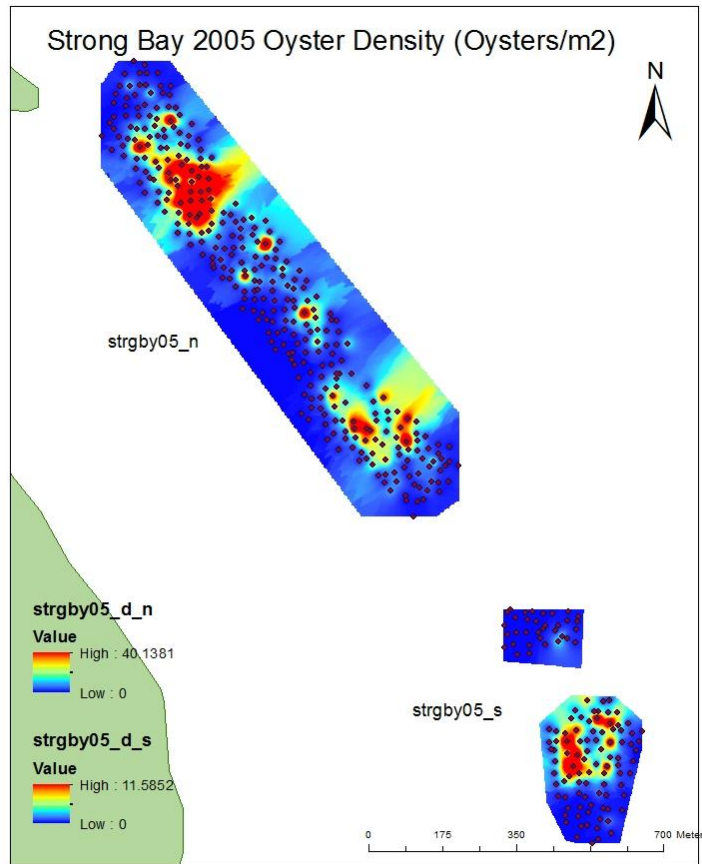 Strong Bay 2005 Oyster Density (Oysters/m2)
N
strgby05_n
strgby05_d_n
Value
High : 40.1381
Low : 0
strgby05_s
strgby05_d_s
Value
High : 11.5852
Low : 0
0 175 350 700 Meter